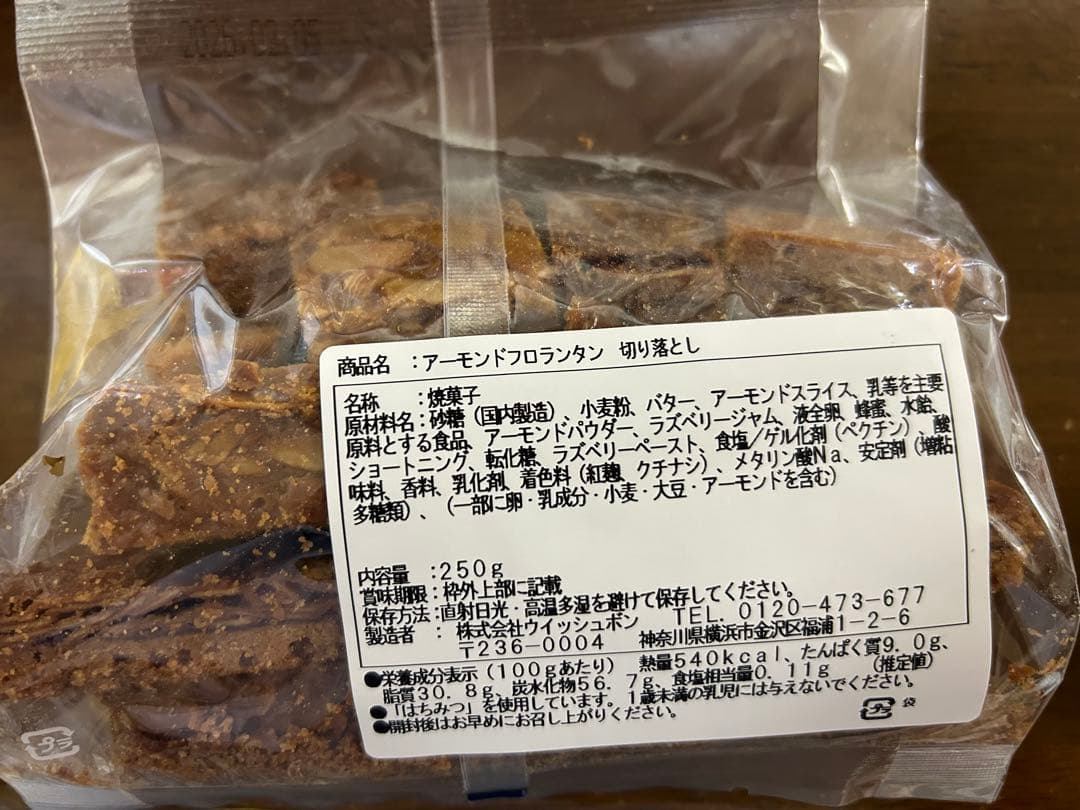 2025.02.05
商品名　：アーモンドフロランタン　切り落とし
名称　　：焼菓子
原材料名：砂糖（国内製造）、小麦粉、バター、アーモンドスライス、乳等を主要
原料とする食品、アーモンドパウダー、ラズベリージャム、液全卵、蜂蜜、水飴、
ショートニング、転化糖、ラズベリーペースト、食塩／ゲル化剤（ペクチン）、酸
味料、香料、乳化剤、着色料（紅麹、クチナシ）、メタリン酸Ｎａ、安定剤（増粘
多糖類）、（一部に卵・乳成分・小麦・大豆・アーモンドを含む）
内容量　：２５０ｇ
賞味期限：枠外上部に記載
保存方法：直射日光・高温多湿を避けて保存してください。
製造者　：株式会社ウイッシュボン　ＴＥＬ．０１２０－４７３－６７７
〒２３６－０００４　神奈川県横浜市金沢区福浦１－２－６
●栄養成分表示（１００ｇあたり）　熱量５４０ｋｃａｌ、たんぱく質９．０ｇ、
脂質３０．８ｇ、炭水化物５６．７ｇ、食塩相当量０．１１ｇ　（推定値）
●「はちみつ」を使用しています。１歳未満の乳児には与えないでください。
●開封後はお早めにお召し上がりください。
プラ 袋
プラ